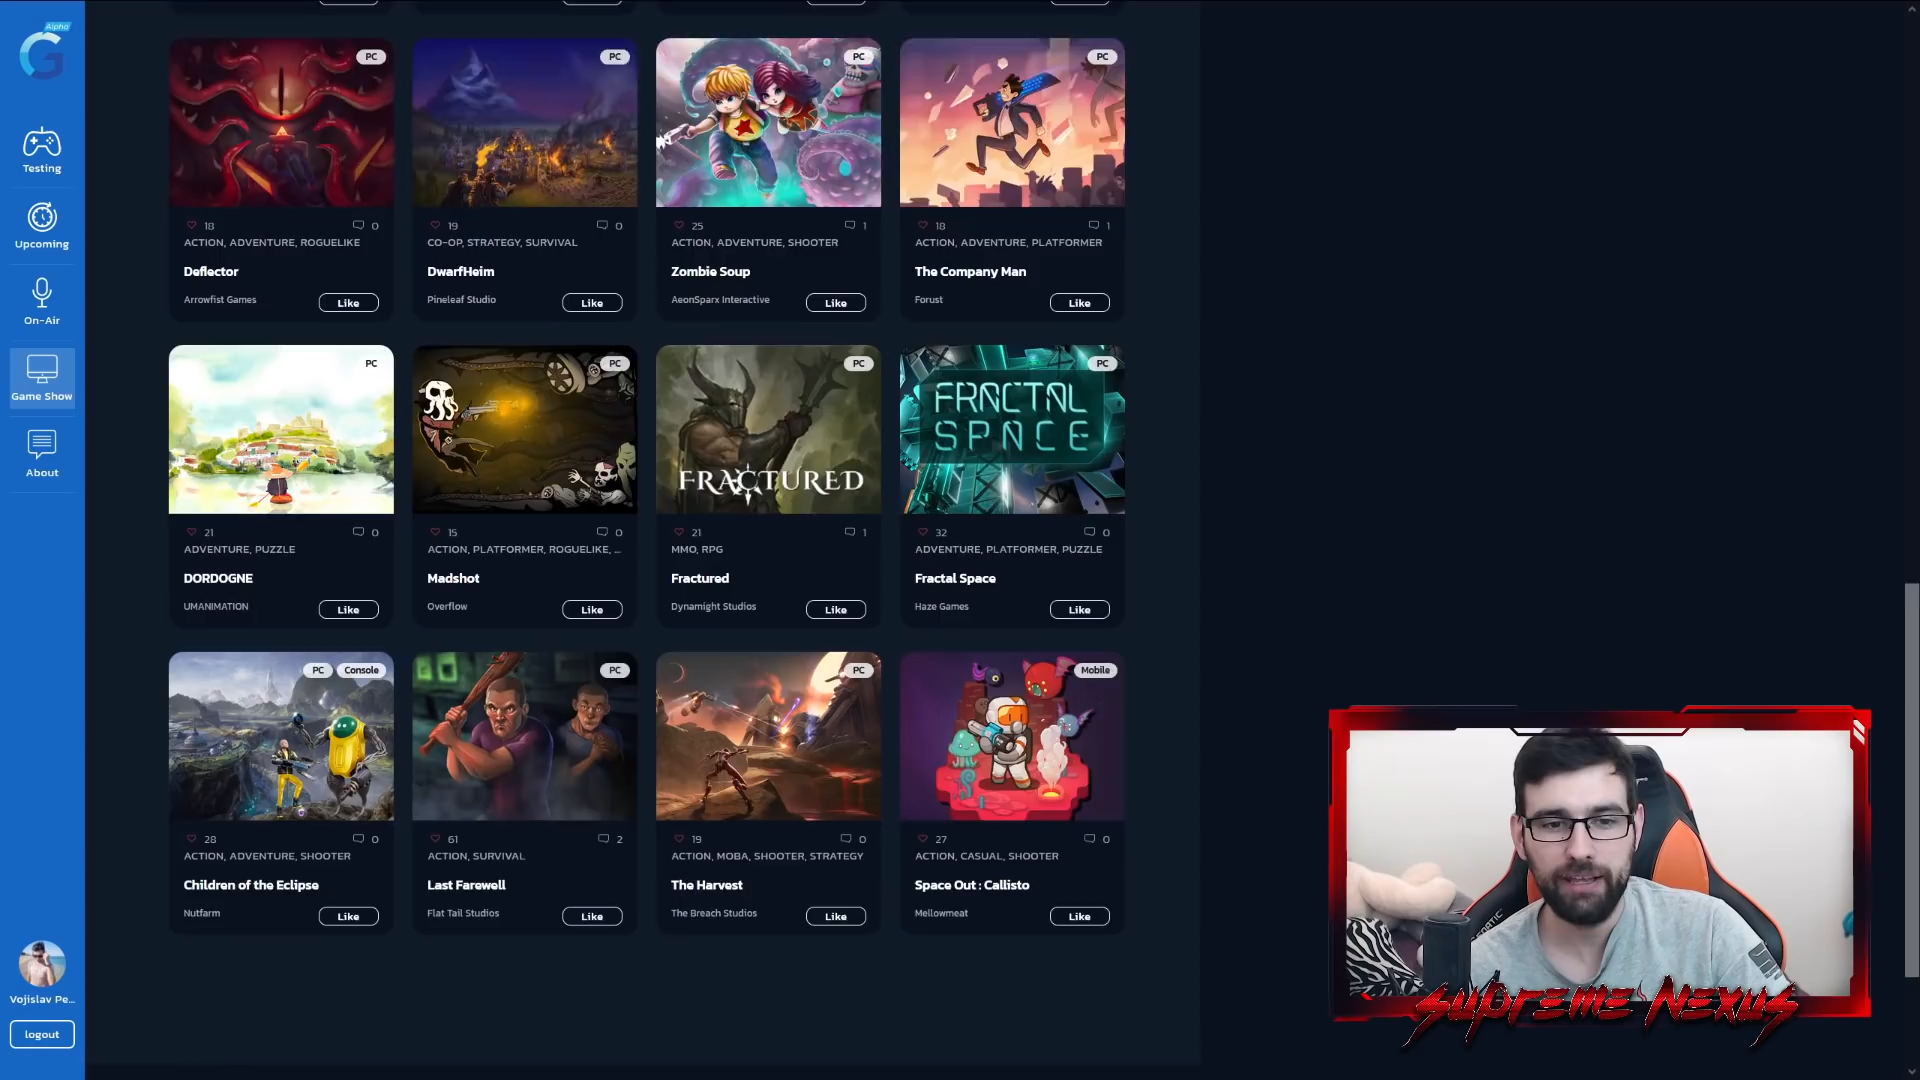 Alpha
G
Testing
Upcoming
On-Air
Game Show
About
Vojislav Pe...
logout
PC
18 0
ACTION, ADVENTURE, ROGUELIKE
Deflector
Arrowfist Games Like
PC
19 0
CO-OP, STRATEGY, SURVIVAL
DwarfHeim
Pineleaf Studio Like
PC
25 1
ACTION, ADVENTURE, SHOOTER
Zombie Soup
AeonSparx Interactive Like
PC
18 1
ACTION, ADVENTURE, PLATFORMER
The Company Man
Forust Like
PC
21 0
ADVENTURE, PUZZLE
DORDOGNE
UMANIMATION Like
PC
15 0
ACTION, PLATFORMER, ROGUELIKE, ...
Madshot
Overflow Like
PC
FRACTURED
21 1
MMO, RPG
Fractured
Dynamight Studios Like
PC
FRACTAL
SPACE
32 0
ADVENTURE, PLATFORMER, PUZZLE
Fractal Space
Haze Games Like
PC Console
28 0
ACTION, ADVENTURE, SHOOTER
Children of the Eclipse
Nutfarm Like
PC
61 2
ACTION, SURVIVAL
Last Farewell
Flat Tail Studios Like
PC
19 0
ACTION, MOBA, SHOOTER, STRATEGY
The Harvest
The Breach Studios Like
Mobile
27 0
ACTION, CASUAL, SHOOTER
Space Out : Callisto
Mellowmeat Like
SUPREME NEXUS